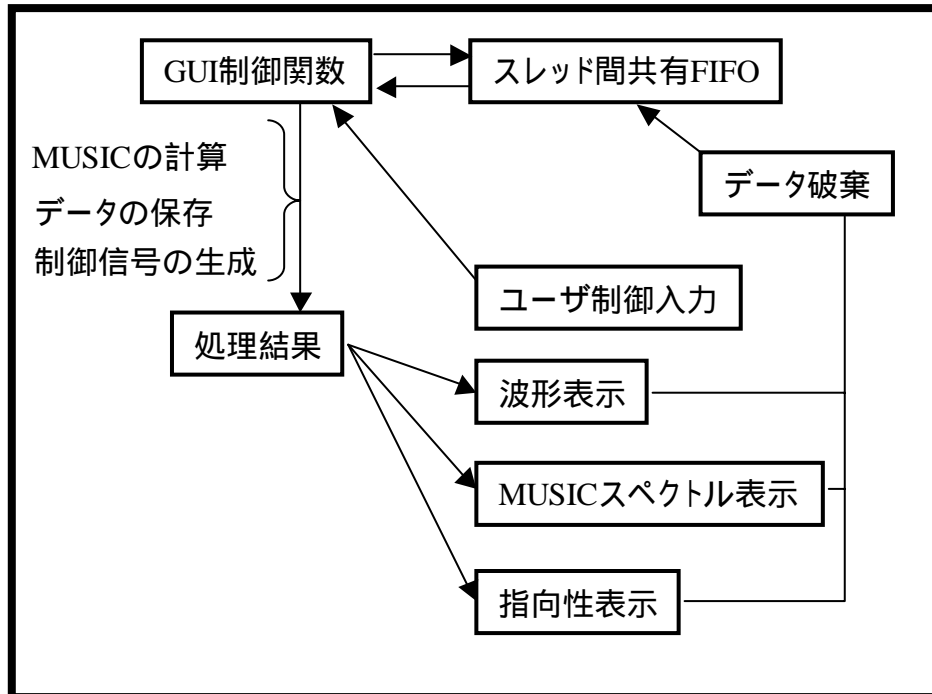 GUI制御関数
スレッド間共有FIFO
MUSICの計算
データの保存
制御信号の生成
データ破棄
ユーザ制御入力
処理結果
波形表示
MUSICスペクトル表示
指向性表示